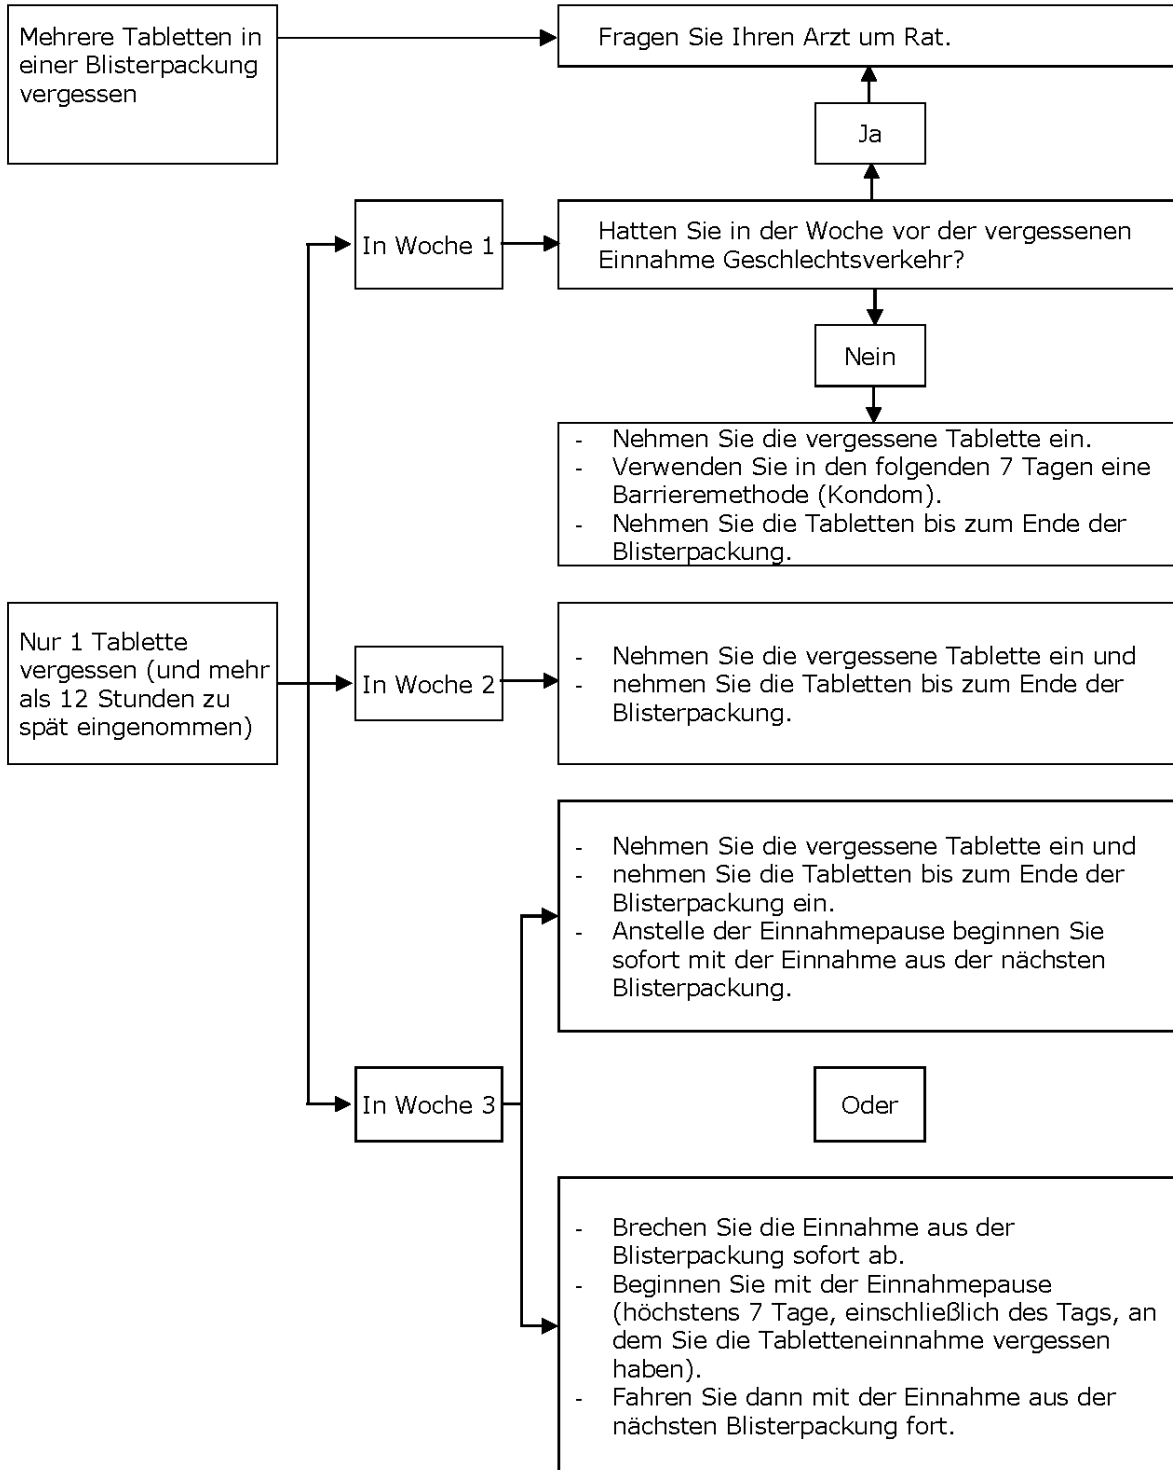 Mehrere Tabletten in
einer Blisterpackung
vergessen
Fragen Sie Ihren Arzt um Rat.
Ja
In Woche 1
Hatten Sie in der Woche vor der vergessenen
Einnahme Geschlechtsverkehr?
Nein
- Nehmen Sie die vergessene Tablette ein.
- Verwenden Sie in den folgenden 7 Tagen eine
Barrieremethode (Kondom).
- Nehmen Sie die Tabletten bis zum Ende der
Blisterpackung.
Nur 1 Tablette
vergessen (und mehr
als 12 Stunden zu
spät eingenommen)
In Woche 2
- Nehmen Sie die vergessene Tablette ein und
- nehmen Sie die Tabletten bis zum Ende der
Blisterpackung.
- Nehmen Sie die vergessene Tablette ein und
- nehmen Sie die Tabletten bis zum Ende der
Blisterpackung ein.
- Anstelle der Einnahmepause beginnen Sie
sofort mit der Einnahme aus der nächsten
Blisterpackung.
In Woche 3
Oder
- Brechen Sie die Einnahme aus der
Blisterpackung sofort ab.
- Beginnen Sie mit der Einnahmepause
(höchstens 7 Tage, einschließlich des Tags, an
dem Sie die Tabletteneinnahme vergessen
haben).
- Fahren Sie dann mit der Einnahme aus der
nächsten Blisterpackung fort.